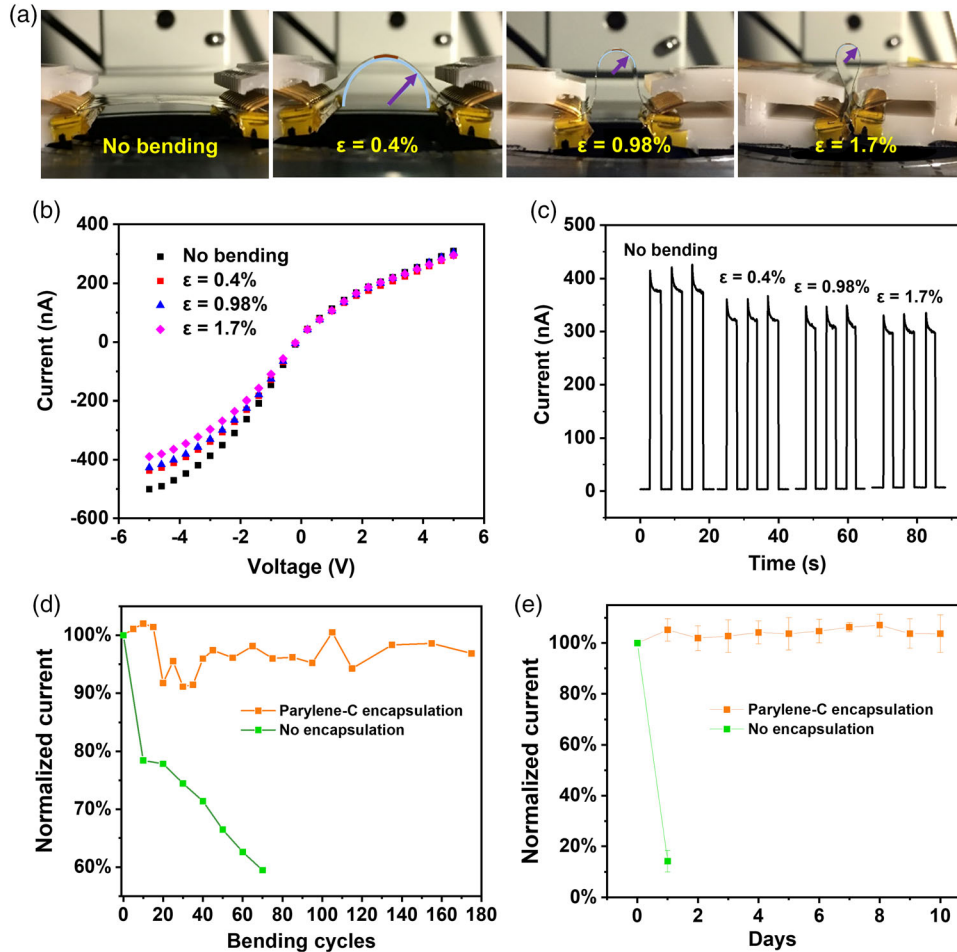 (a)
No bending
ε = 0.4%
ε = 0.98%
ε = 1.7%
(b)
400
200
0
-200
-400
-600
-6
-4
-2
0
2
4
6
Current (nA)
Voltage (V)
No bending
ε = 0.4%
ε = 0.98%
ε = 1.7%
(c)
500
400
300
200
100
0
0
20
40
60
80
Current (nA)
Time (s)
No bending
ε = 0.4%
ε = 0.98%
ε = 1.7%
(d)
100%
90%
80%
70%
60%
0
20
40
60
80
100
120
140
160
180
Normalized current
Bending cycles
Parylene-C encapsulation
No encapsulation
(e)
100%
80%
60%
40%
20%
0%
0
2
4
6
8
10
Normalized current
Days
Parylene-C encapsulation
No encapsulation